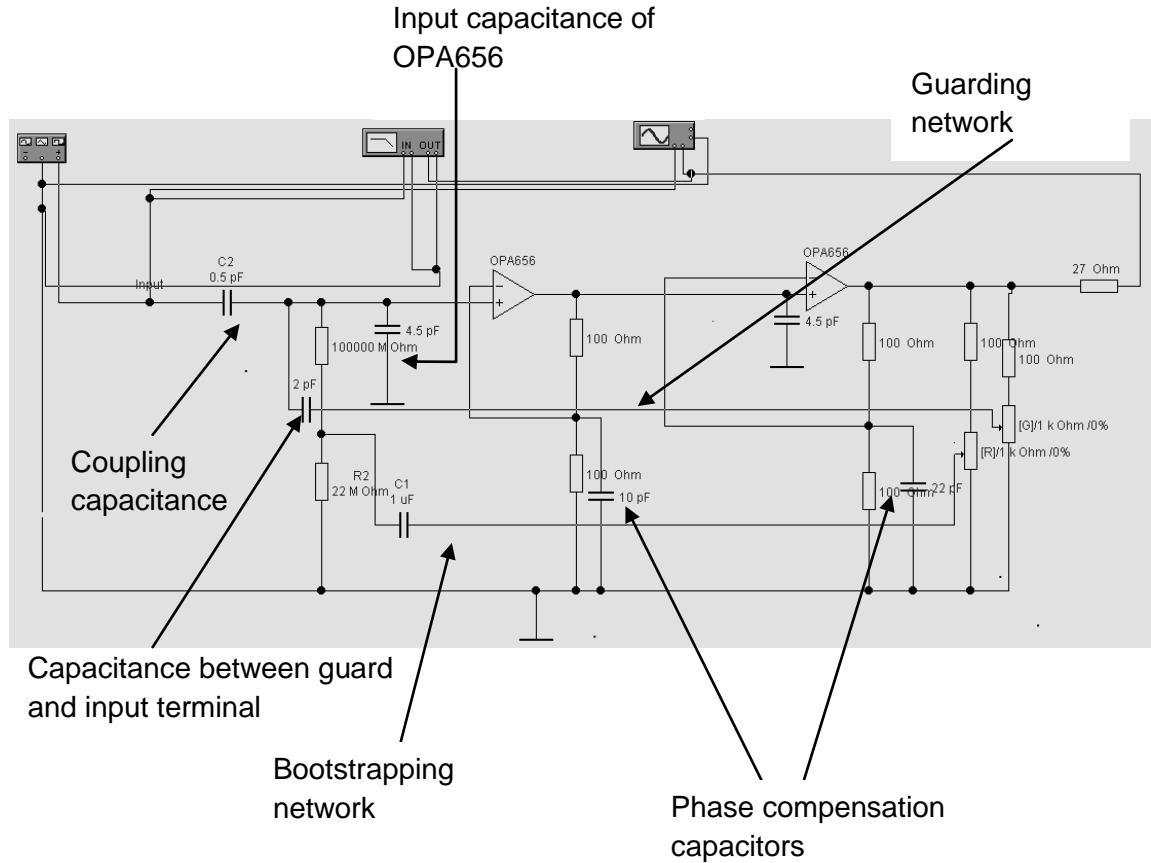 Input capacitance of
OPA656
Guarding
network
IN OUT
C2
0.5 pF
Input
OPA656
OPA656
27 Ohm
4.5 pF
4.5 pF
100000 M Ohm
100 Ohm
100 Ohm
100 Ohm
100 Ohm
2 pF
[G]/1 k Ohm /0%
[R]/1 k Ohm /0%
Coupling
capacitance
R2
22 M Ohm
C1
1 uF
100 Ohm
10 pF
100 Ohm
22 pF
Capacitance between guard
and input terminal
Bootstrapping
network
Phase compensation
capacitors